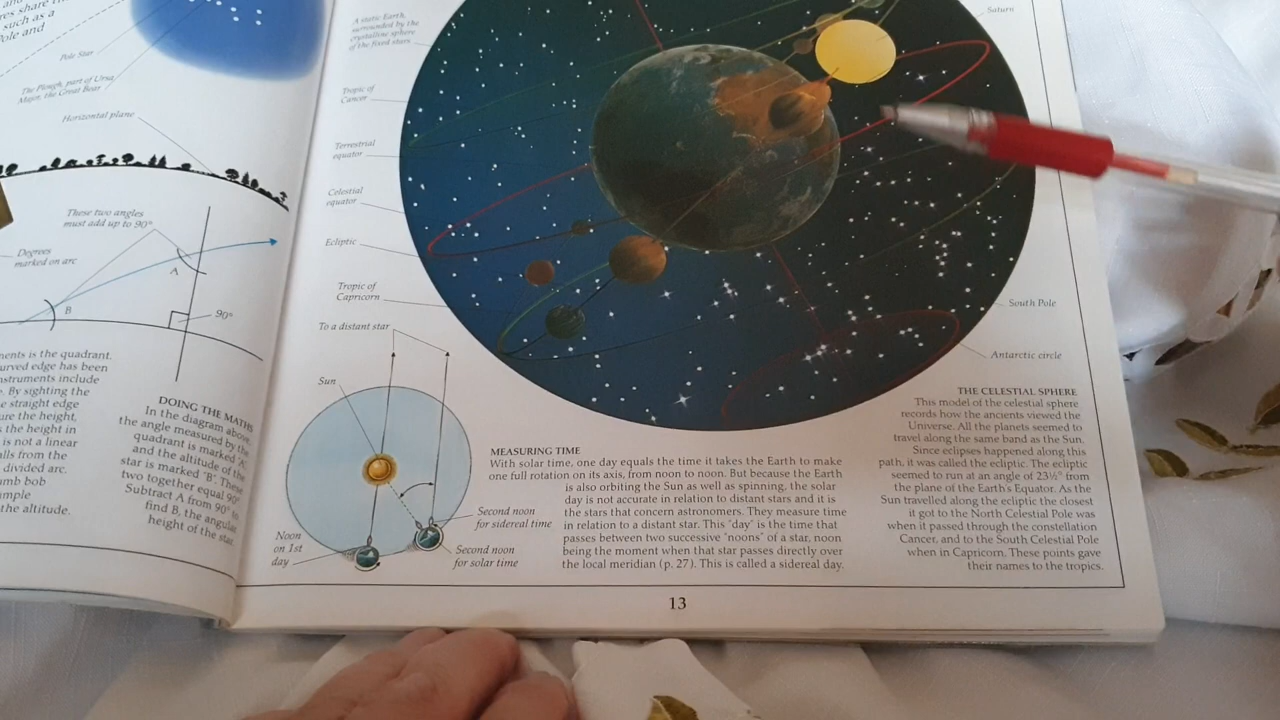 res share
such as a
Pole and
Pole Star
The Plough, part of Ursa
Major, the Great Bear
Horizontal plane
These two angles
must add up to 90°
Degrees
marked on arc
A
B
90°
ments is the quadrant.
urved edge has been
nstruments include
. By sighting the
e straight edge
ure the height,
s the height in
is not a linear
alls from the
divided arc.
umb bob
imple
the altitude.
DOING THE MATHS
In the diagram above,
the angle measured by the
quadrant is marked "A",
and the altitude of the
star is marked "B". These
two together equal 90°.
Subtract A from 90° to
find B, the angular
height of the star.
A static Earth,
surrounded by the
crystalline sphere
of the fixed stars
Tropic of
Cancer
Terrestrial
equator
Celestial
equator
Ecliptic
Tropic of
Capricorn
Saturn
South Pole
Antarctic circle
To a distant star
Sun
Noon
on 1st
day
Second noon
for sidereal time
Second noon
for solar time
MEASURING TIME
With solar time, one day equals the time it takes the Earth to make
one full rotation on its axis, from noon to noon. But because the Earth
is also orbiting the Sun as well as spinning, the solar
day is not accurate in relation to distant stars and it is
the stars that concern astronomers. They measure time
in relation to a distant star. This "day" is the time that
passes between two successive "noons" of a star, noon
being the moment when that star passes directly over
the local meridian (p. 27). This is called a sidereal day.
THE CELESTIAL SPHERE
This model of the celestial sphere
records how the ancients viewed the
Universe. All the planets seemed to
travel along the same band as the Sun.
Since eclipses happened along this
path, it was called the ecliptic. The ecliptic
seemed to run at an angle of 23½° from
the plane of the Earth's Equator. As the
Sun travelled along the ecliptic the closest
it got to the North Celestial Pole was
when it passed through the constellation
Cancer, and to the South Celestial Pole
when in Capricorn. These points gave
their names to the tropics.
13